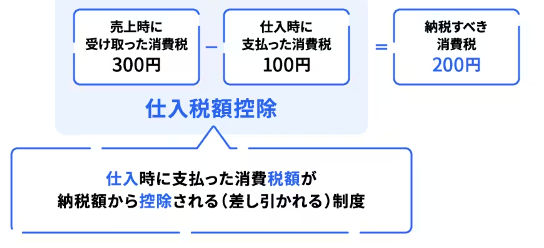 売上時に
受け取った消費税
300円
－
仕入時に
支払った消費税
100円
＝
納税すべき
消費税
200円
仕入税額控除
仕入時に支払った消費税額が
納税額から控除される（差し引かれる）制度